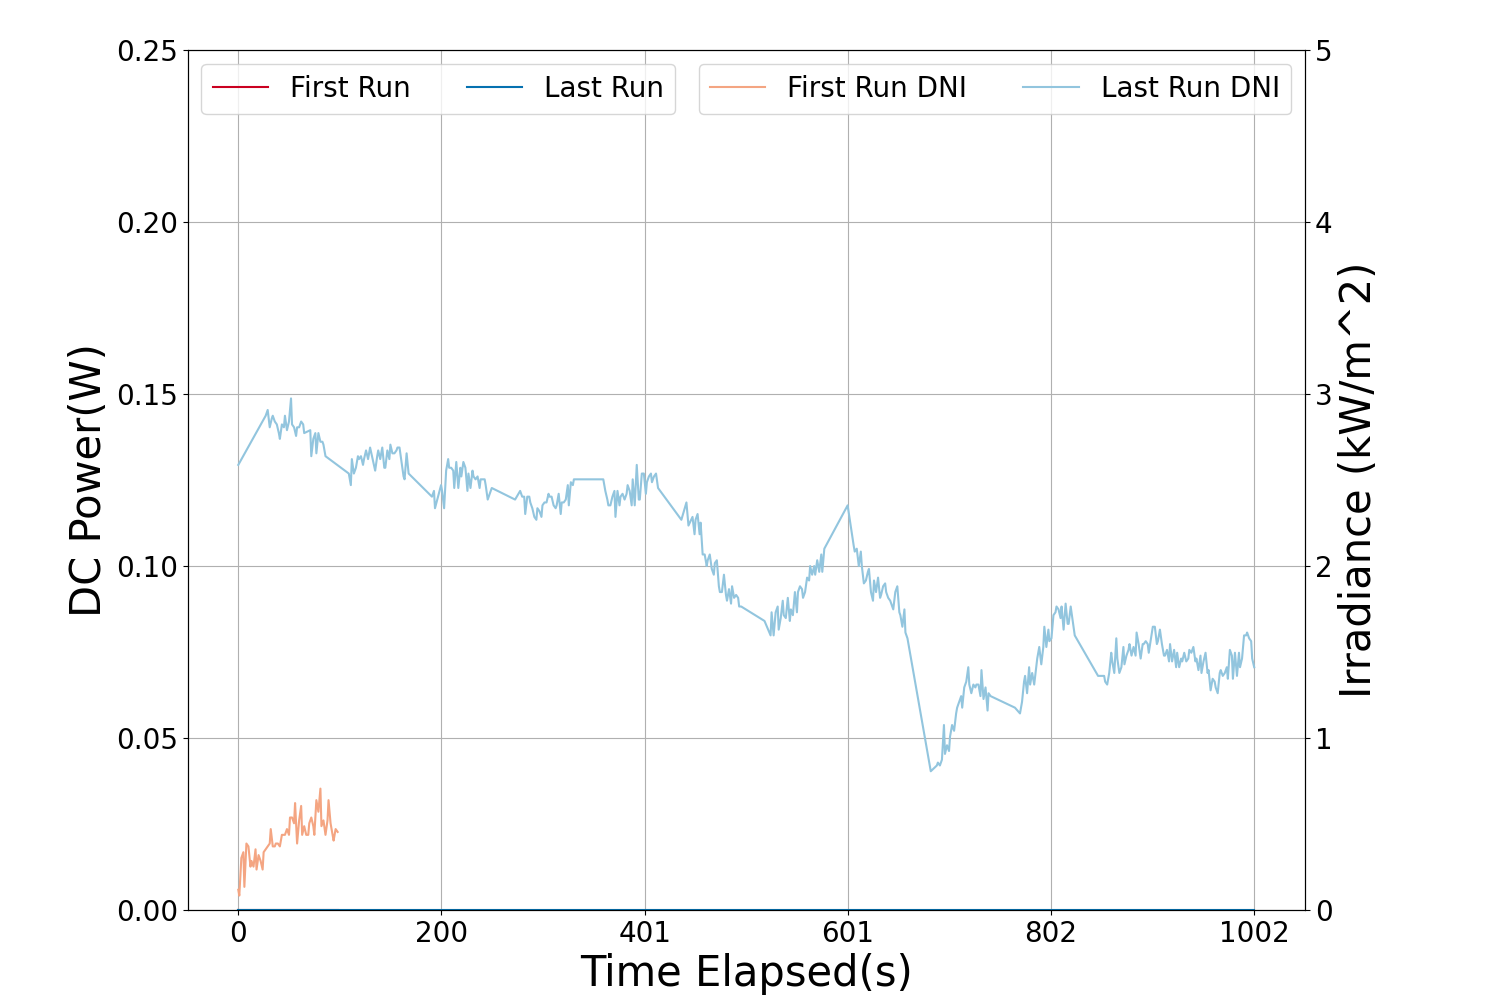 First Run Last Run First Run DNI Last Run DNI
0.25
0.20
0.15
0.10
0.05
0.00
DC Power(W)
5
4
3
2
1
0
Irradiance (kW/m^2)
0 200 401 601 802 1002
Time Elapsed(s)